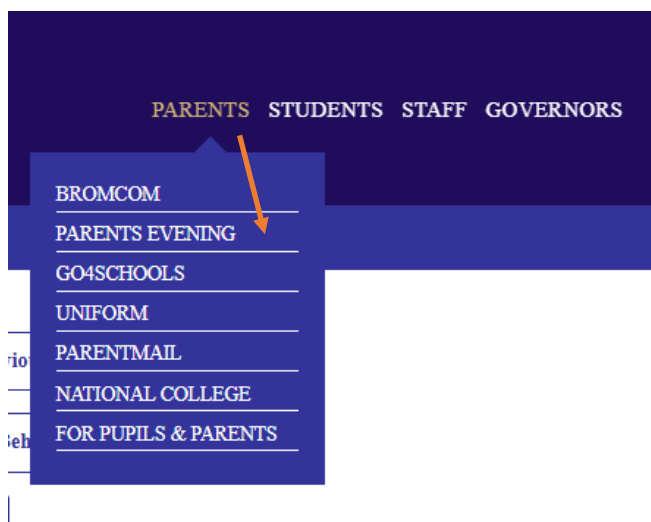 PARENTS STUDENTS STAFF GOVERNORS
BROMCOM
PARENTS EVENING
GO4SCHOOLS
UNIFORM
PARENTMAIL
NATIONAL COLLEGE
FOR PUPILS & PARENTS